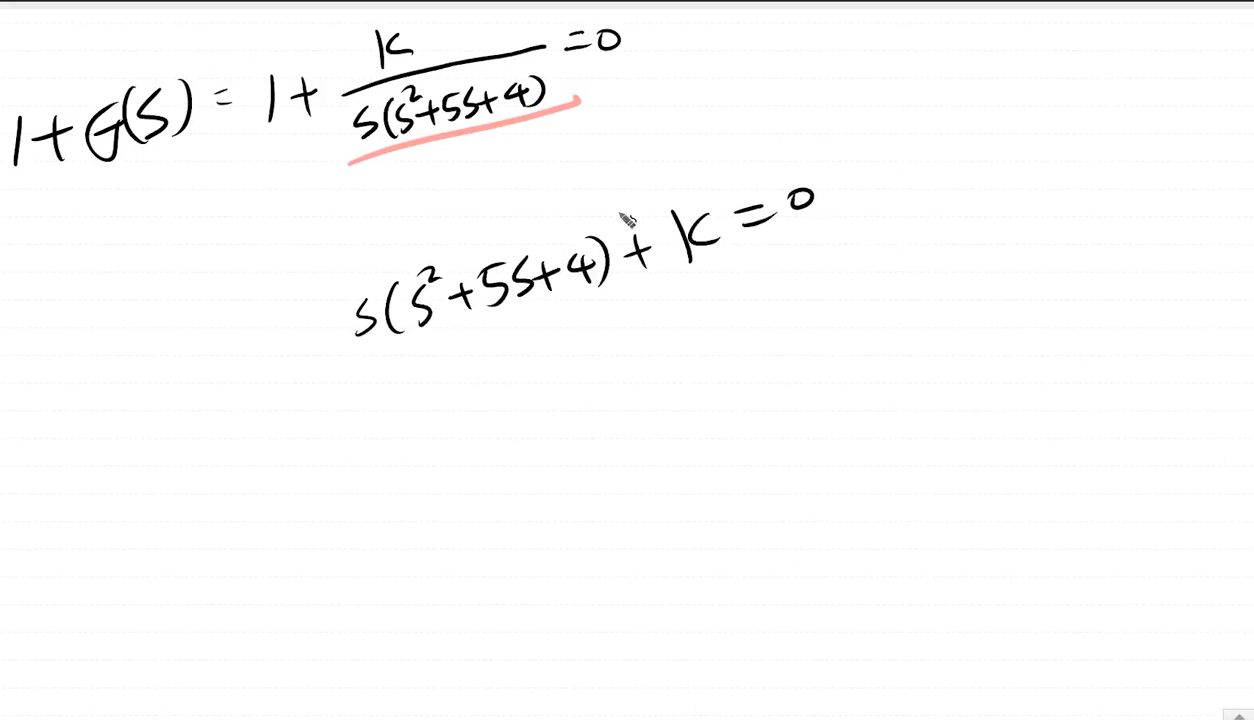 1+G(s) = 1+ K/(s(s²+5s+4)) =0
s(s²+5s+4)+K=0